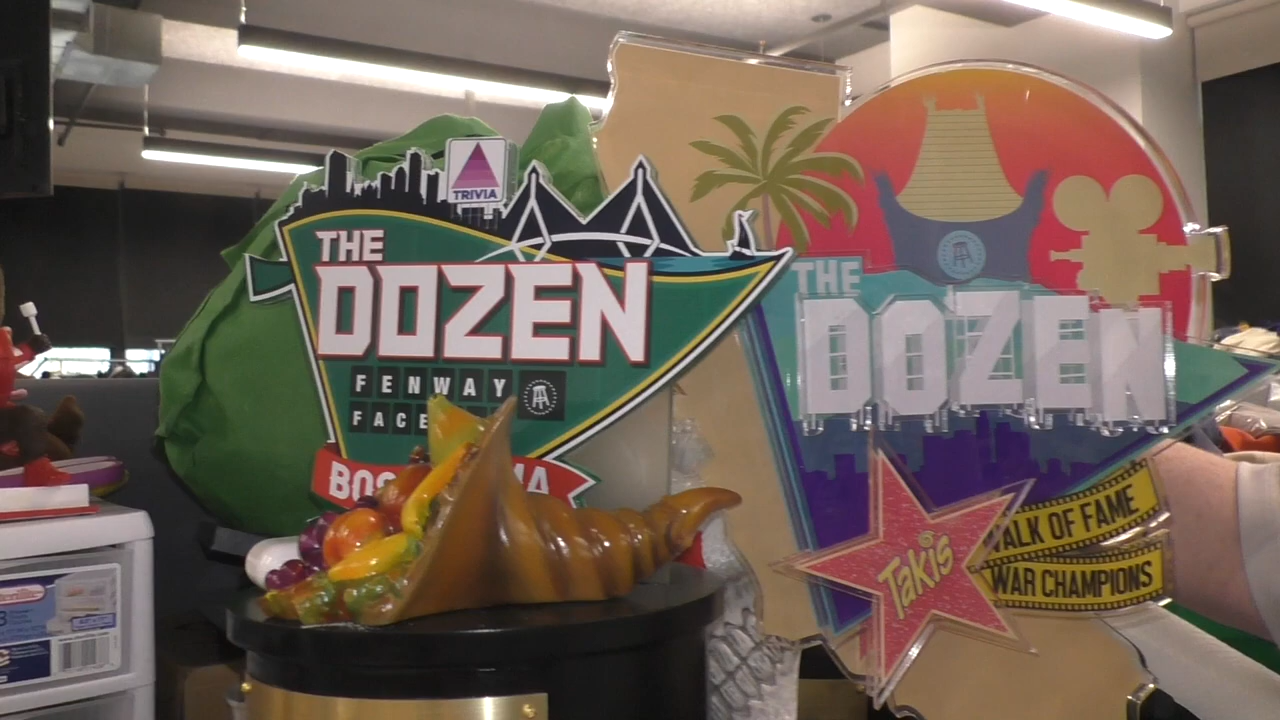 TRIVIA
THE
DOZEN
FENWAY
FACE
THE
DOZEN
Takis
WALK OF FAME
WAR CHAMPIONS